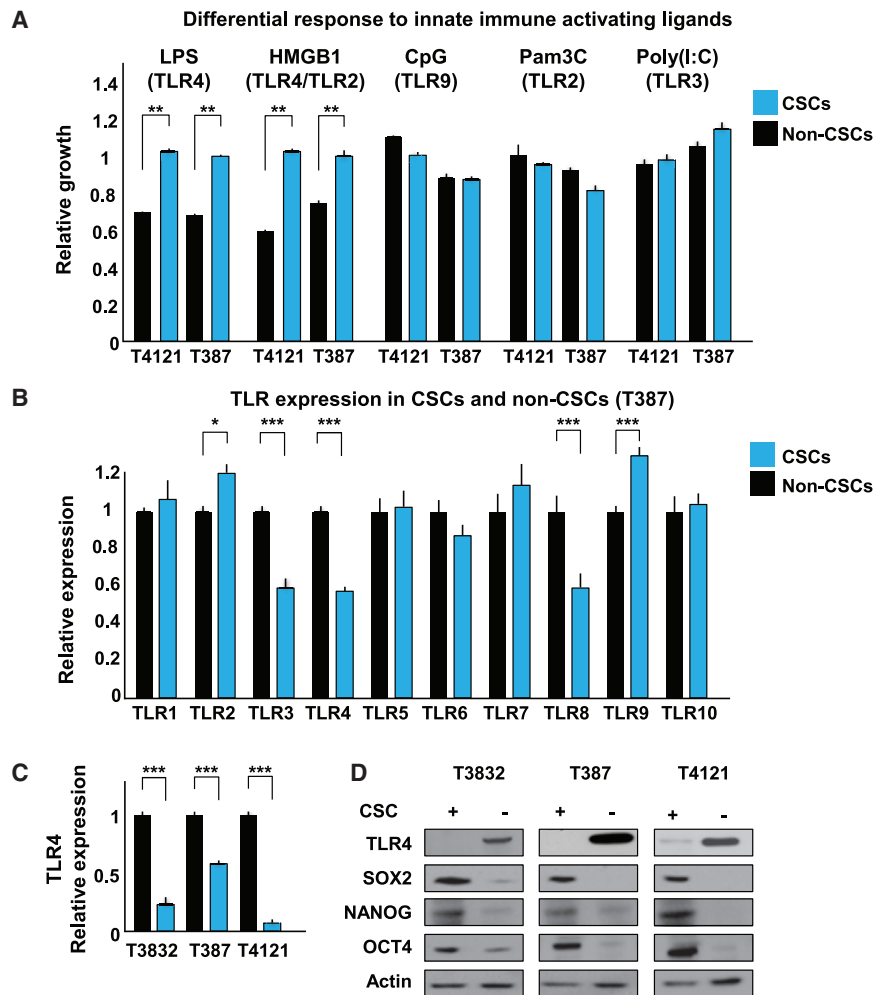 A
Differential response to innate immune activating ligands
LPS HMGB1 CpG Pam3C Poly(I:C)
(TLR4) (TLR4/TLR2) (TLR9) (TLR2) (TLR3)
CSCs
Non-CSCs
** ** ** **
Relative growth
1.4
1.2
1
0.8
0.6
0.4
0.2
0
T4121 T387 T4121 T387 T4121 T387 T4121 T387 T4121 T387
B
TLR expression in CSCs and non-CSCs (T387)
* *** *** *** ***
CSCs
Non-CSCs
Relative expression
1.2
1
0.8
0.6
0.4
0.2
0
TLR1 TLR2 TLR3 TLR4 TLR5 TLR6 TLR7 TLR8 TLR9 TLR10
C
*** *** ***
TLR4
Relative expression
1
0.5
0
T3832 T387 T4121
D
T3832 T387 T4121
CSC + - + - + -
TLR4
SOX2
NANOG
OCT4
Actin